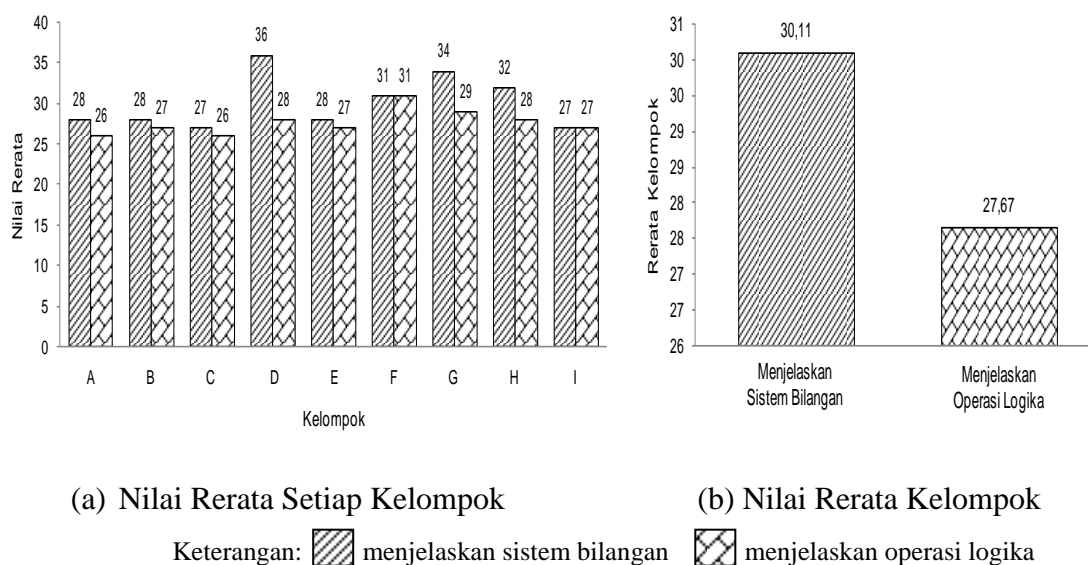 40
35
30
25
20
15
10
5
0
Nilai Rerata
28 26 28 27 27 26 36 28 28 27 31 31 34 29 32 28 27 27
A B C D E F G H I
Kelompok
31
30
30
29
29
28
28
27
27
26
Rerata Kelompok
30,11
27,67
Menjelaskan
Sistem Bilangan
Menjelaskan
Operasi Logika
(a) Nilai Rerata Setiap Kelompok
(b) Nilai Rerata Kelompok
Keterangan: menjelaskan sistem bilangan menjelaskan operasi logika